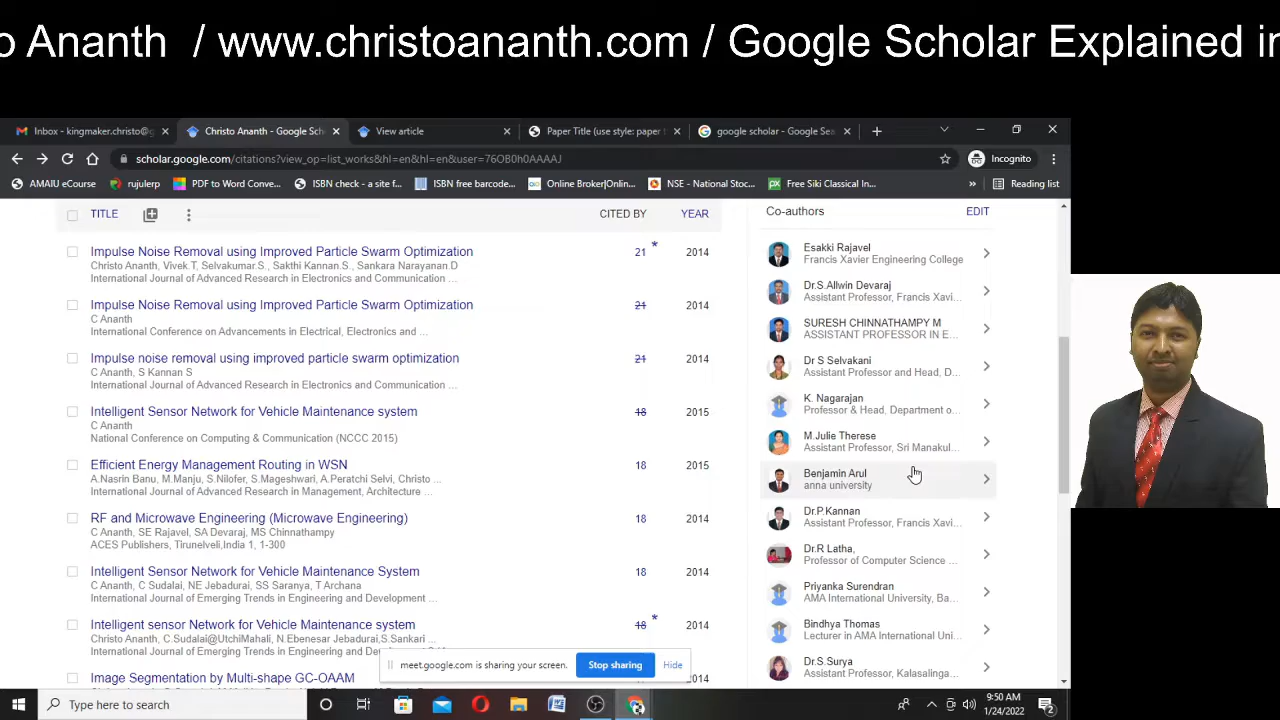 o Ananth / www.christoananth.com / Google Scholar Explained in
Inbox - kingmaker.christo@g
Christo Ananth - Google Sch
View article
Paper Title (use style: paper t
google scholar - Google Sea
scholar.google.com/citations?view_op=list_works&hl=en&hl=en&user=76OB0h0AAAAJ
Incognito
AMAIU eCourse
rujulerp
PDF to Word Conve...
ISBN check - a site f...
ISBN free barcode...
Online Broker|Onlin...
NSE - National Stoc...
Free Siki Classical In...
»
Reading list
TITLE
CITED BY
YEAR
Impulse Noise Removal using Improved Particle Swarm Optimization 21 * 2014
Christo Ananth, Vivek.T, Selvakumar.S., Sakthi Kannan.S., Sankara Narayanan.D
International Journal of Advanced Research in Electronics and Communication ...
Impulse Noise Removal using Improved Particle Swarm Optimization 21 2014
C Ananth
International Conference on Advancements in Electrical, Electronics and ...
Impulse noise removal using improved particle swarm optimization 21 2014
C Ananth, S Kannan S
International Journal of Advanced Research in Electronics and Communication ...
Intelligent Sensor Network for Vehicle Maintenance system 18 2015
C Ananth
National Conference on Computing & Communication (NCCC 2015)
Efficient Energy Management Routing in WSN 18 2015
A.Nasrin Banu, M.Manju, S.Nilofer, S.Mageshwari, A.Peratchi Selvi, Christo ...
International Journal of Advanced Research in Management, Architecture ...
RF and Microwave Engineering (Microwave Engineering) 18 2014
C Ananth, SE Rajavel, SA Devaraj, MS Chinnathampy
ACES Publishers, Tirunelveli,India 1, 1-300
Intelligent Sensor Network for Vehicle Maintenance System 18 2014
C Ananth, C Sudalai, NE Jebadurai, SS Saranya, T Archana
International Journal of Emerging Trends in Engineering and Development ...
Intelligent sensor Network for Vehicle Maintenance system 18 * 2014
Christo Ananth, C.Sudalai@UtchiMahali, N.Ebenesar Jebadurai, S.Sankari
International Journal of Emerging Trends in Engineering and De
Image Segmentation by Multi-shape GC-OAAM 2014
Co-authors
EDIT
Esakki Rajavel
Francis Xavier Engineering College
Dr.S.Allwin Devaraj
Assistant Professor, Francis Xavi...
SURESH CHINNATHAMPY M
ASSISTANT PROFESSOR IN E...
Dr S Selvakani
Assistant Professor and Head, D...
K. Nagarajan
Professor & Head, Department o...
M.Julie Therese
Assistant Professor, Sri Manakul...
Benjamin Arul
anna university
Dr.P.Kannan
Assistant Professor, Francis Xavi...
Dr.R Latha,
Professor of Computer Science ...
Priyanka Surendran
AMA International University, Ba...
Bindhya Thomas
Lecturer in AMA International Uni...
Dr.S.Surya
Assistant Professor, Kalasalinga...
meet.google.com is sharing your screen.
Stop sharing
Hide
Type here to search
9:50 AM
1/24/2022
2